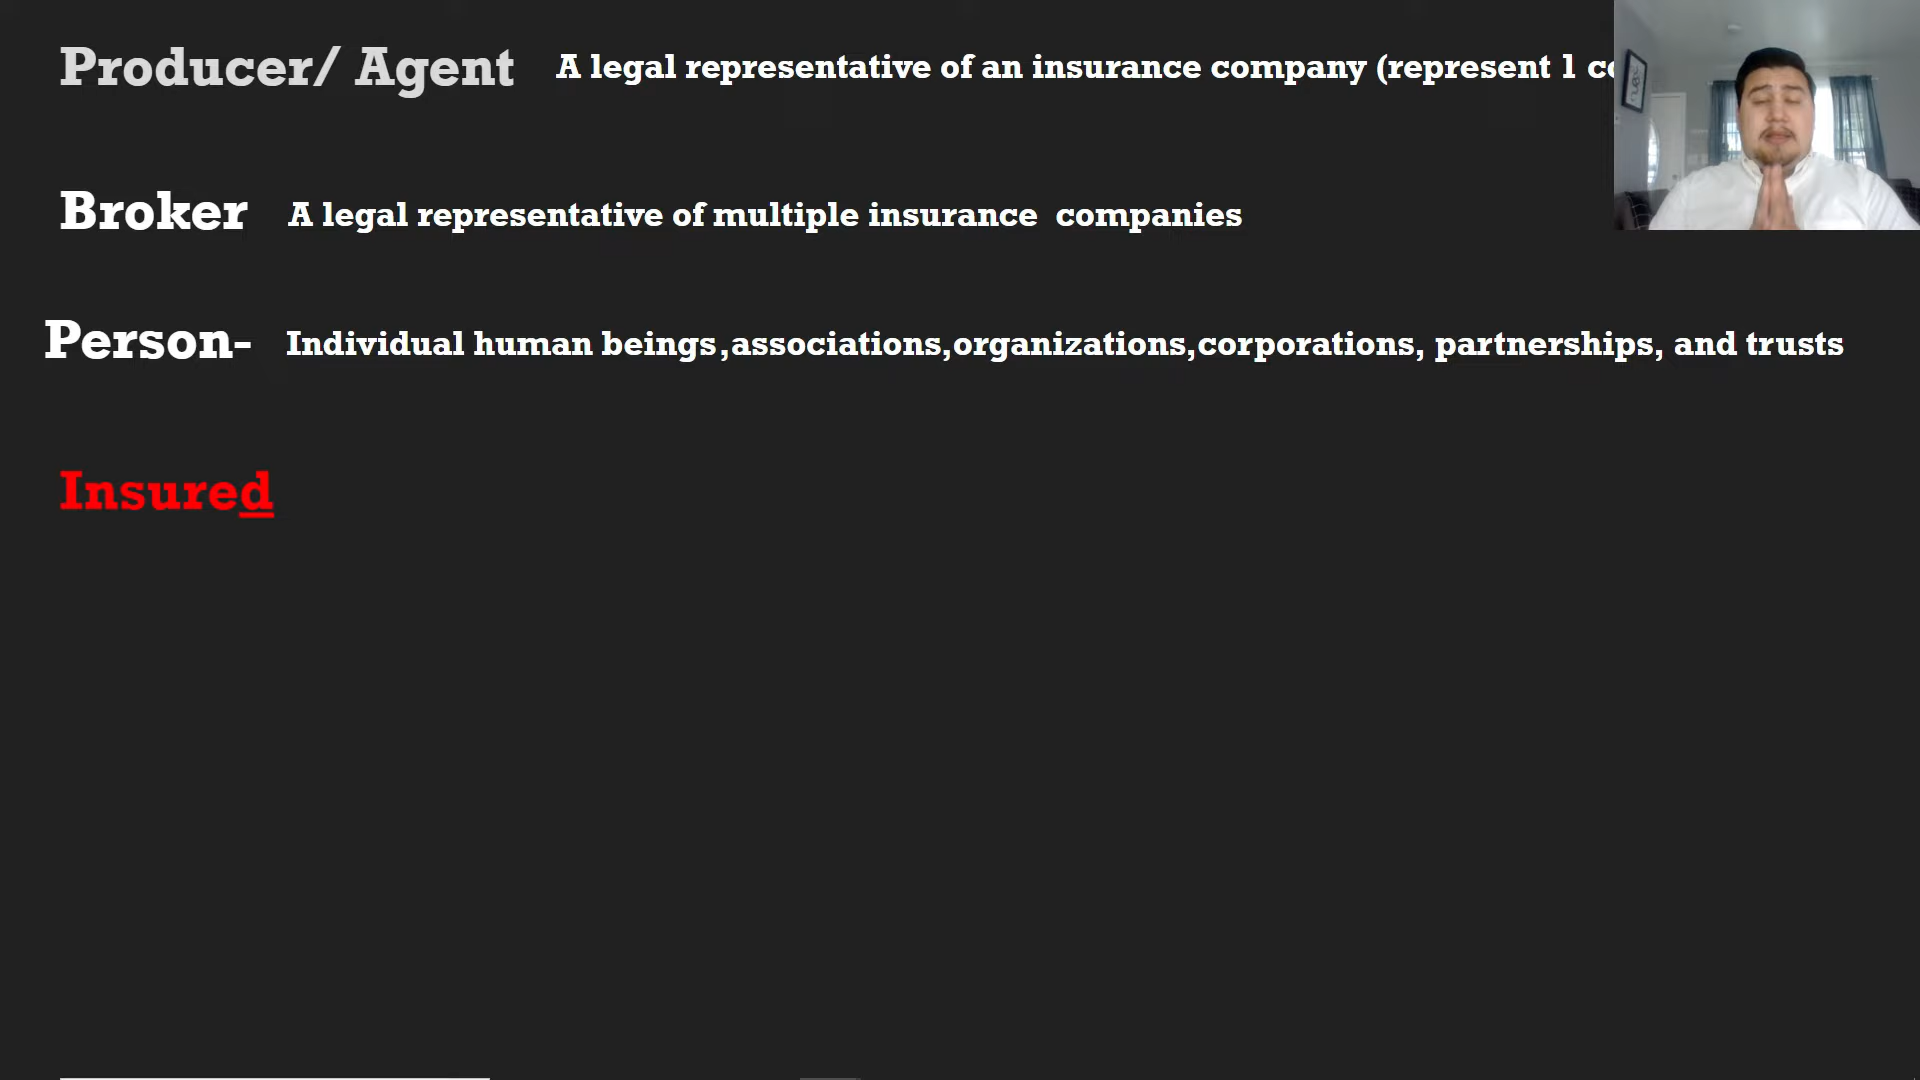 Producer/ Agent A legal representative of an insurance company (represent 1
Broker A legal representative of multiple insurance companies
Person- Individual human beings,associations,organizations,corporations, partnerships, and trusts
Insured